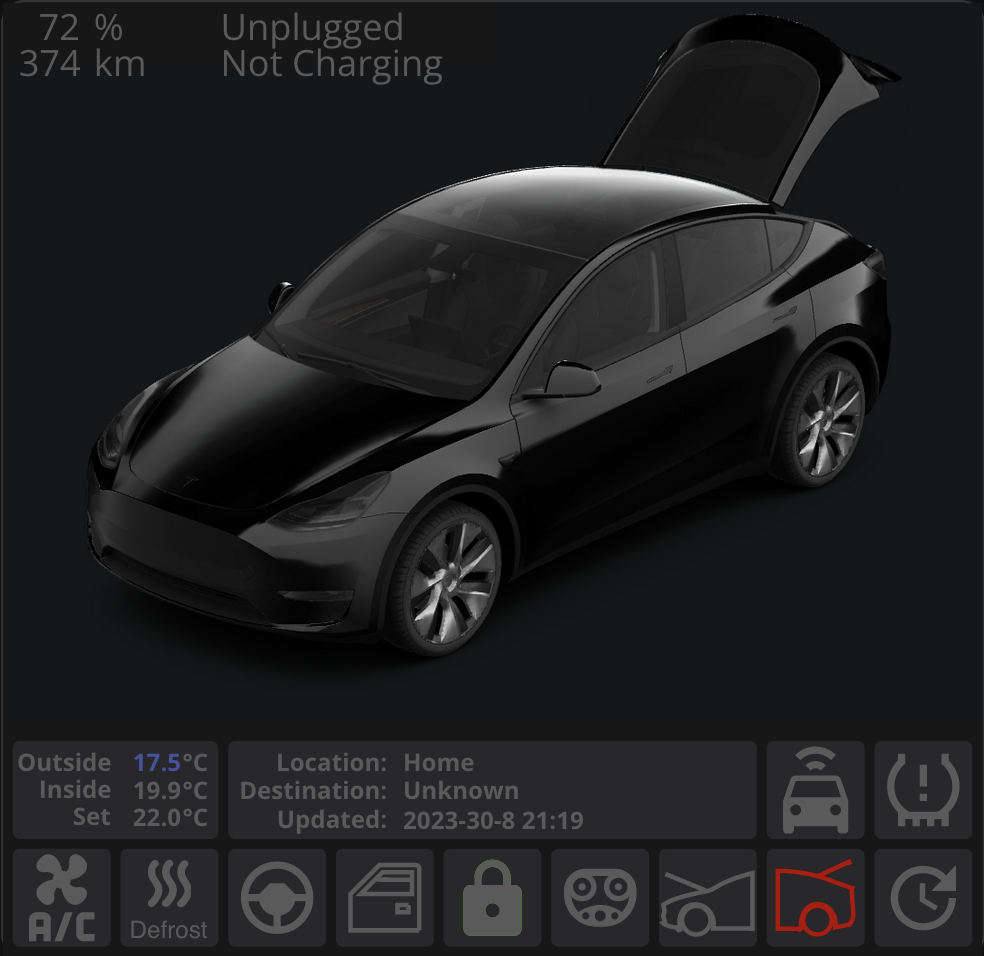 72 % Unplugged
374 km Not Charging
Outside 17.5°C
Inside 19.9°C
Set 22.0°C
Location: Home
Destination: Unknown
Updated: 2023-30-8 21:19
A/C
Defrost